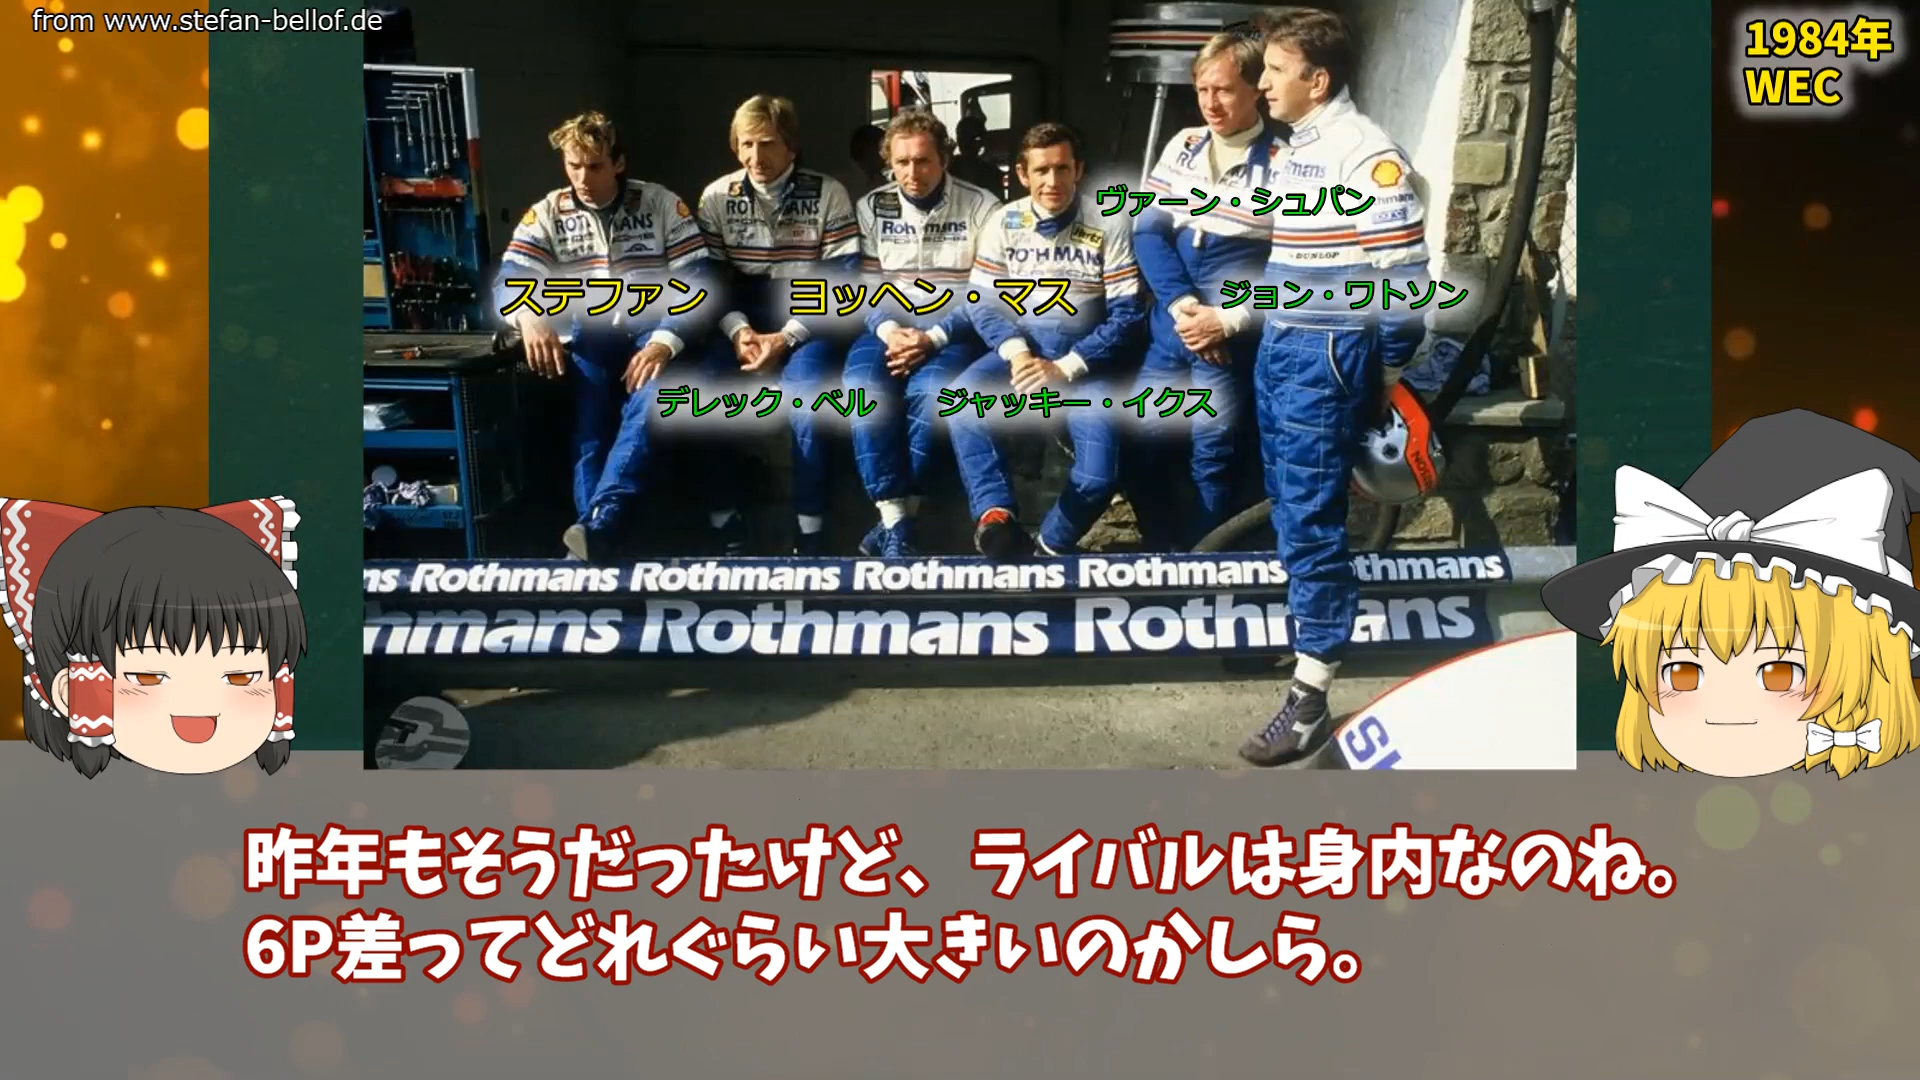 from www.stefan-bellof.de
1984年
WEC
ヴァーン・シュパン
ステファン
ヨッヘン・マス
ジョン・ワトソン
デレック・ベル
ジャッキー・イクス
ROTHMANS
Rothmans
ROTHMANS
Hertz
DUNLOP
Rothmans Rothmans Rothmans Rothmans
Rothmans
昨年もそうだったけど、ライバルは身内なのね。
6P差ってどれぐらい大きいのかしら。